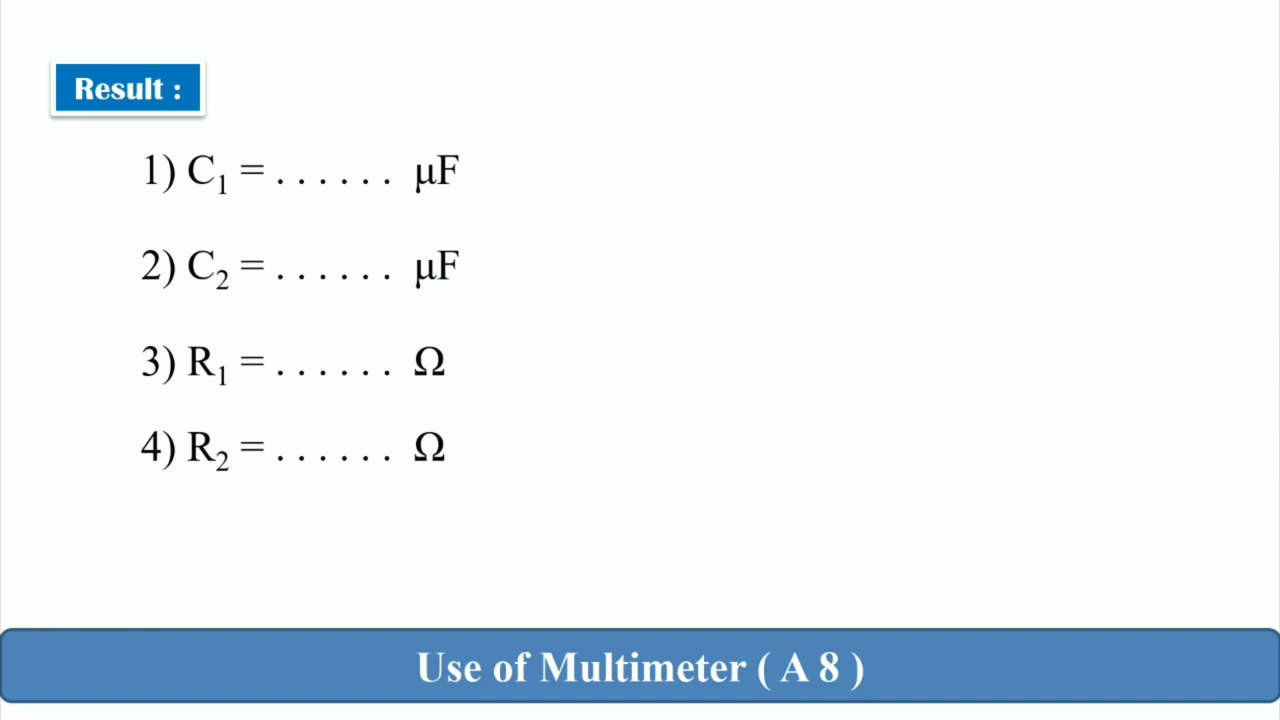 Result :
1) C₁ = . . . . . . μF
2) C₂ = . . . . . . μF
3) R₁ = . . . . . . Ω
4) R₂ = . . . . . . Ω
Use of Multimeter ( A 8 )